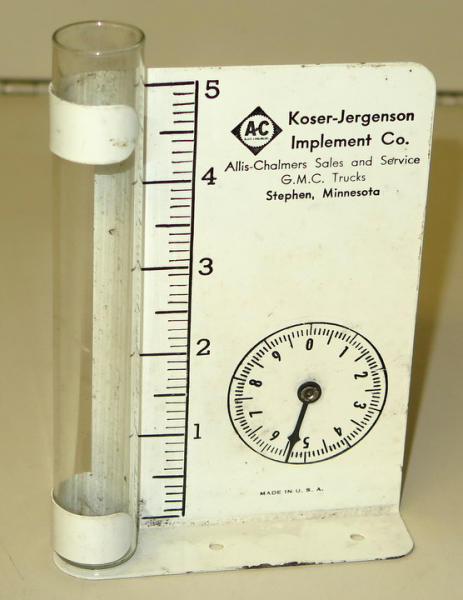 5
4
3
2
1
A-C
Koser-Jergenson
Implement Co.
Allis-Chalmers Sales and Service
G.M.C. Trucks
Stephen, Minnesota
0
1
2
3
4
5
6
7
8
9
MADE IN U. S. A.